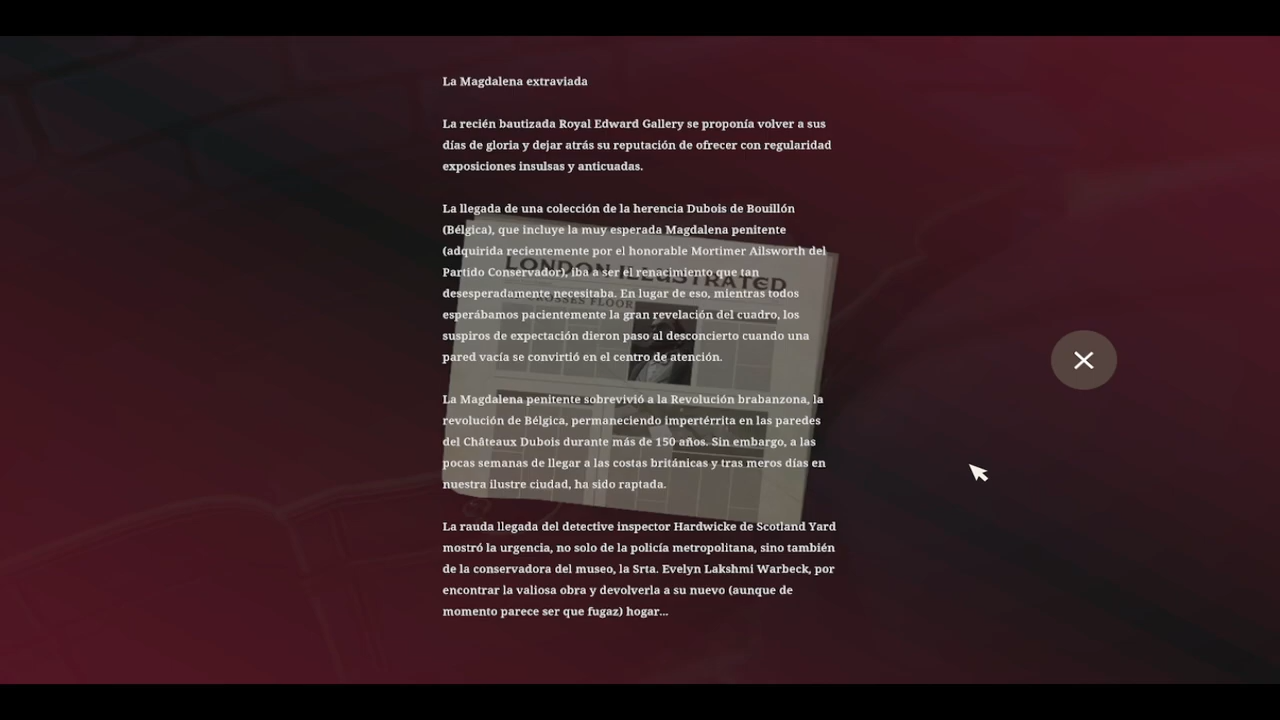 La Magdalena extraviada
La recién bautizada Royal Edward Gallery se proponía volver a sus
días de gloria y dejar atrás su reputación de ofrecer con regularidad
exposiciones insulsas y anticuadas.
La llegada de una colección de la herencia Dubois de Bouillón
(Bélgica), que incluye la muy esperada Magdalena penitente
(adquirida recientemente por el honorable Mortimer Ailsworth del
Partido Conservador), iba a ser el renacimiento que tan
desesperadamente necesitaba. En lugar de eso, mientras todos
esperábamos pacientemente la gran revelación del cuadro, los
suspiros de expectación dieron paso al desconcierto cuando una
pared vacía se convirtió en el centro de atención.
La Magdalena penitente sobrevivió a la Revolución brabanzona, la
revolución de Bélgica, permaneciendo impertérrita en las paredes
del Châteaux Dubois durante más de 150 años. Sin embargo, a las
pocas semanas de llegar a las costas británicas y tras meros días en
nuestra ilustre ciudad, ha sido raptada.
La rauda llegada del detective inspector Hardwicke de Scotland Yard
mostró la urgencia, no solo de la policía metropolitana, sino también
de la conservadora del museo, la Srta. Evelyn Lakshmi Warbeck, por
encontrar la valiosa obra y devolverla a su nuevo (aunque de
momento parece ser que fugaz) hogar...
LONDON ILLUSTRATED
CROSSES FLOOR